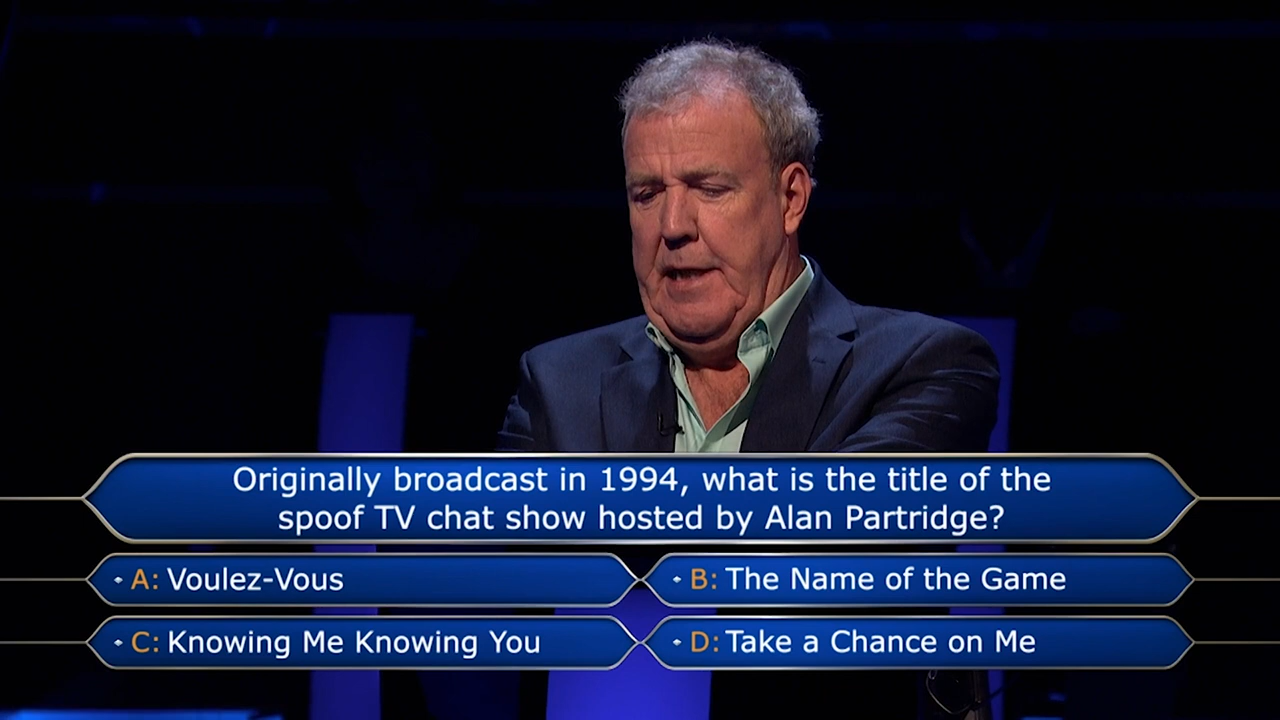 Originally broadcast in 1994, what is the title of the
spoof TV chat show hosted by Alan Partridge?
A: Voulez-Vous
B: The Name of the Game
C: Knowing Me Knowing You
D: Take a Chance on Me